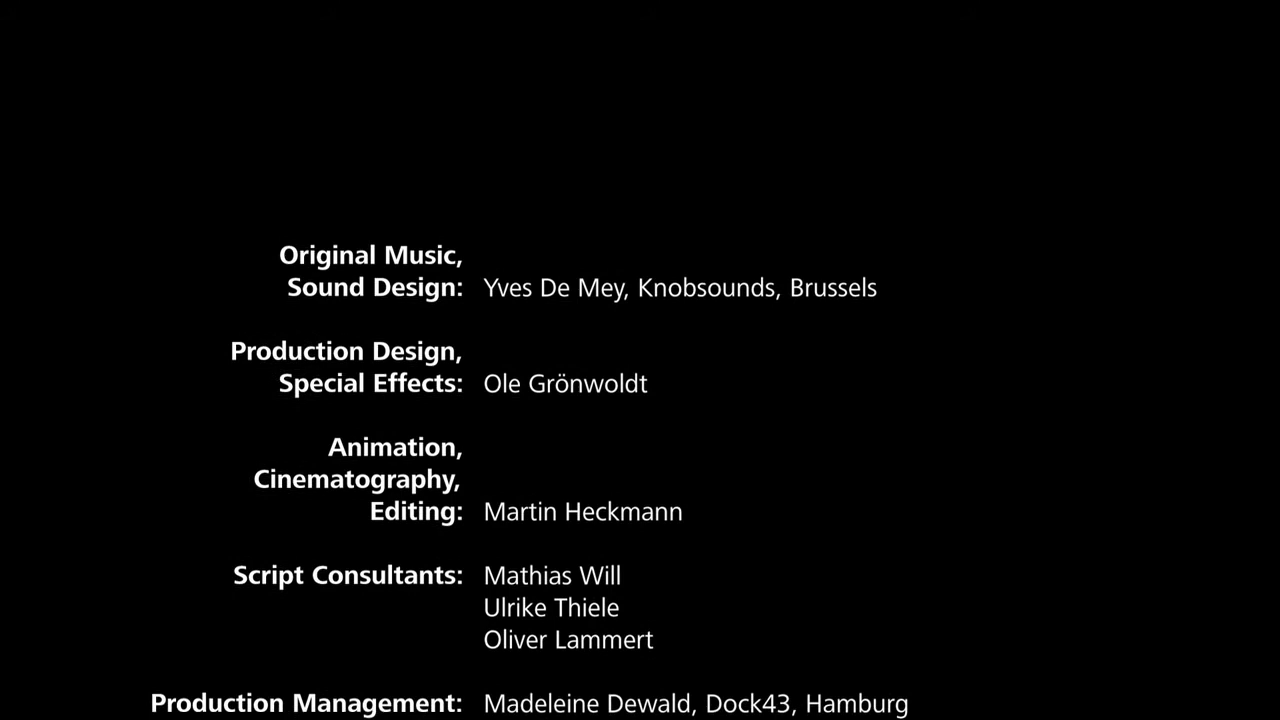 Original Music,
Sound Design: Yves De Mey, Knobsounds, Brussels
Production Design,
Special Effects: Ole Grönwoldt
Animation,
Cinematography,
Editing: Martin Heckmann
Script Consultants: Mathias Will
Ulrike Thiele
Oliver Lammert
Production Management: Madeleine Dewald, Dock43, Hamburg